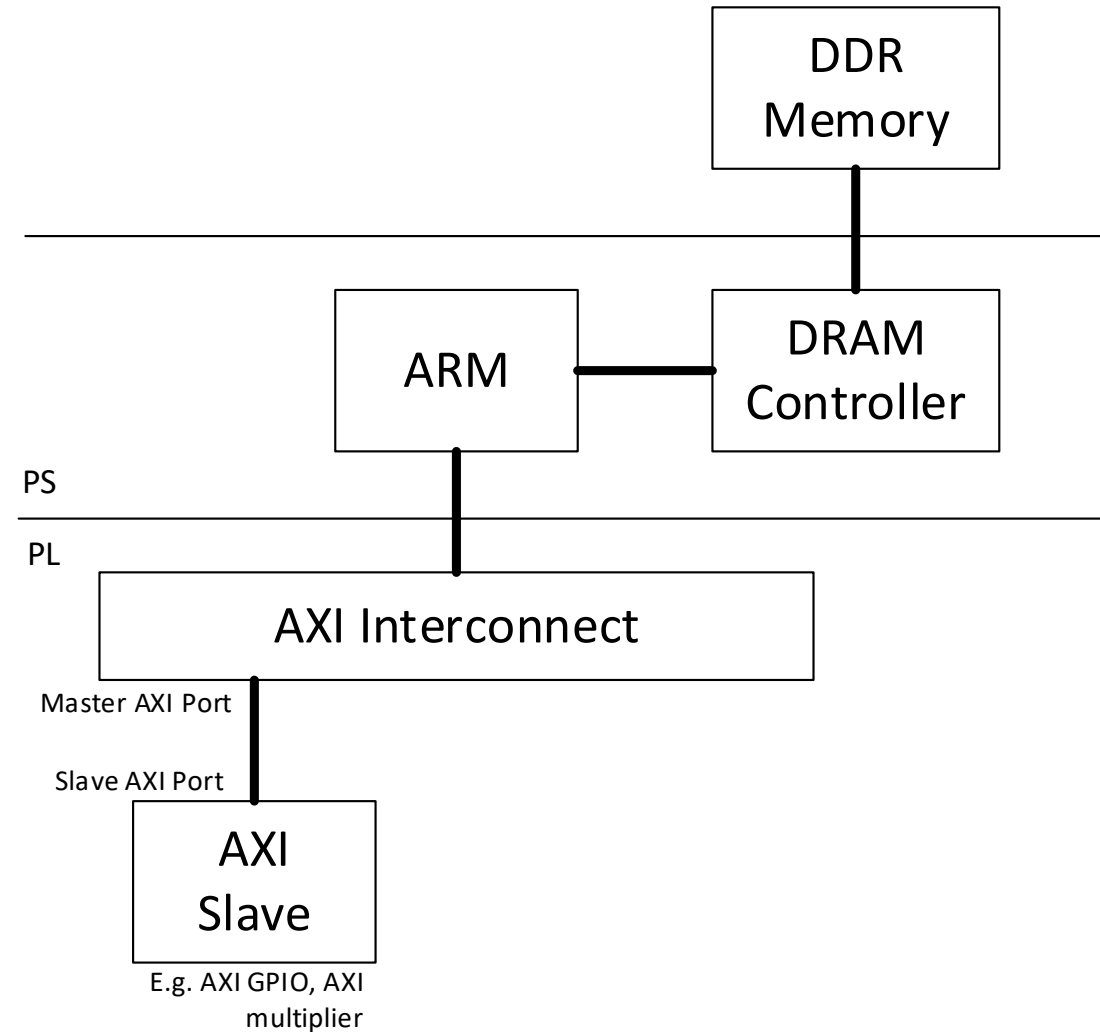 DDR
Memory
ARM
DRAM
Controller
PS
PL
AXI Interconnect
Master AXI Port
Slave AXI Port
AXI
Slave
E.g. AXI GPIO, AXI
multiplier